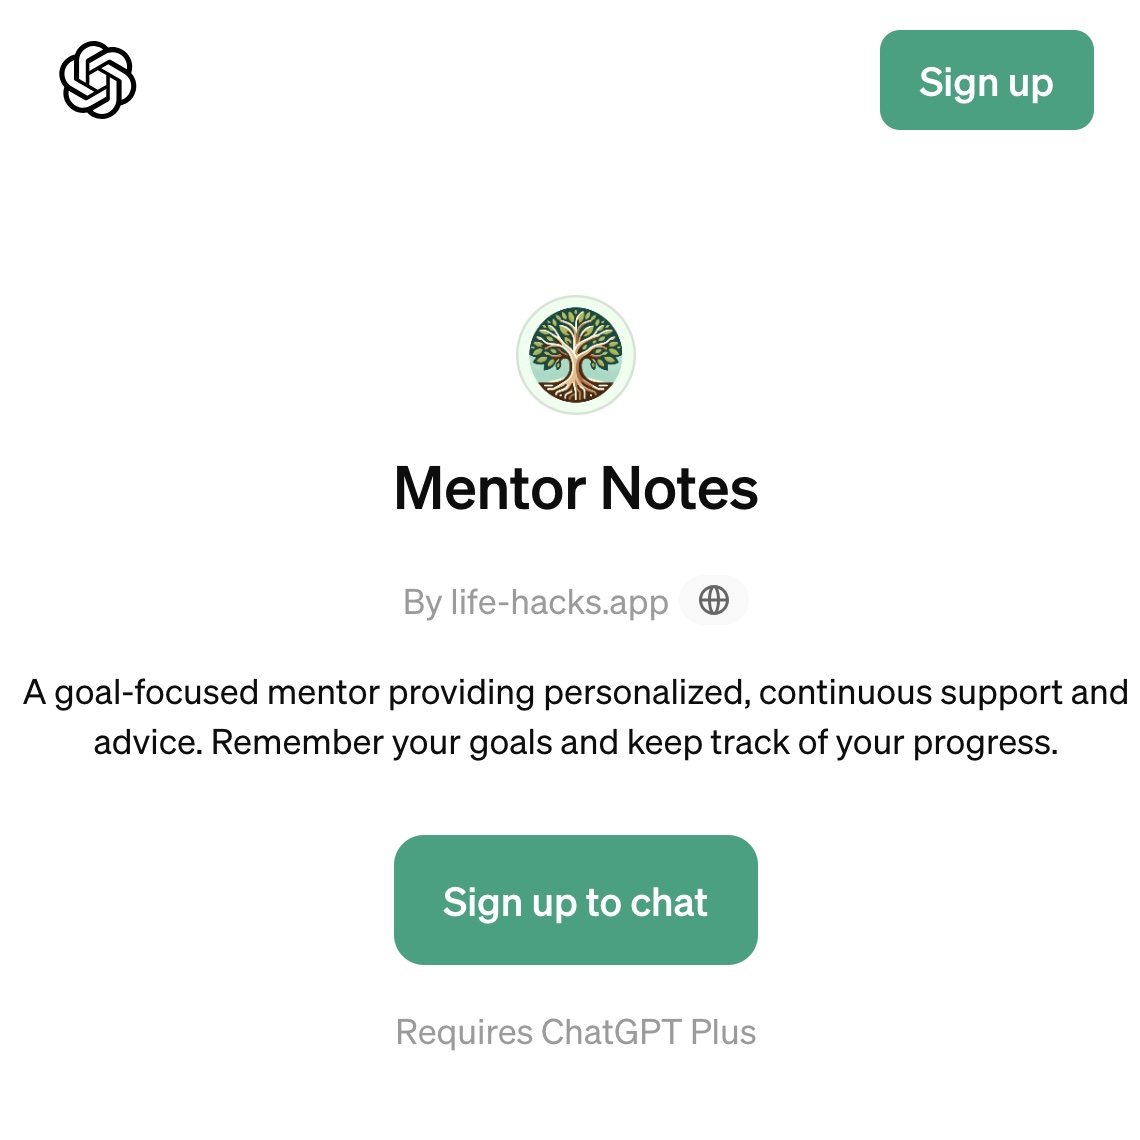 Sign up
Mentor Notes
By life-hacks.app
A goal-focused mentor providing personalized, continuous support and
advice. Remember your goals and keep track of your progress.
Sign up to chat
Requires ChatGPT Plus